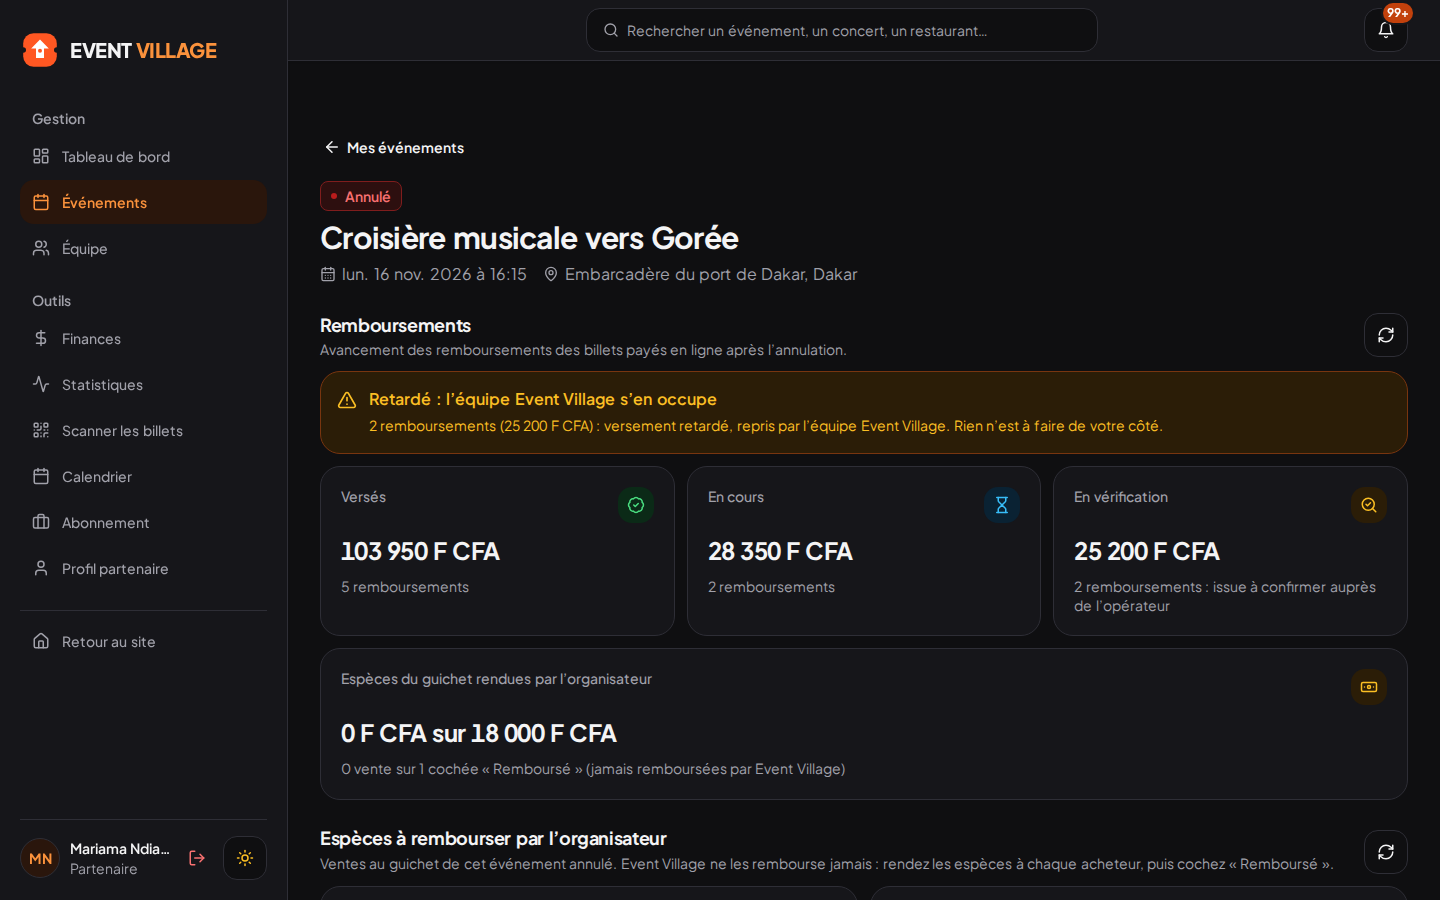 EVENT VILLAGE
Rechercher un événement, un concert, un restaurant…
99+
Gestion
Tableau de bord
Événements
Équipe
Outils
Finances
Statistiques
Scanner les billets
Calendrier
Abonnement
Profil partenaire
Retour au site
MN
Mariama Ndia…
Partenaire
Mes événements
Annulé
Croisière musicale vers Gorée
lun. 16 nov. 2026 à 16:15
Embarcadère du port de Dakar, Dakar
Remboursements
Avancement des remboursements des billets payés en ligne après l’annulation.
Retardé : l’équipe Event Village s’en occupe
2 remboursements (25 200 F CFA) : versement retardé, repris par l’équipe Event Village. Rien n’est à faire de votre côté.
Versés
103 950 F CFA
5 remboursements
En cours
28 350 F CFA
2 remboursements
En vérification
25 200 F CFA
2 remboursements : issue à confirmer auprès
de l’opérateur
Espèces du guichet rendues par l’organisateur
0 F CFA sur 18 000 F CFA
0 vente sur 1 cochée « Remboursé » (jamais remboursées par Event Village)
Espèces à rembourser par l’organisateur
Ventes au guichet de cet événement annulé. Event Village ne les rembourse jamais : rendez les espèces à chaque acheteur, puis cochez « Remboursé ».